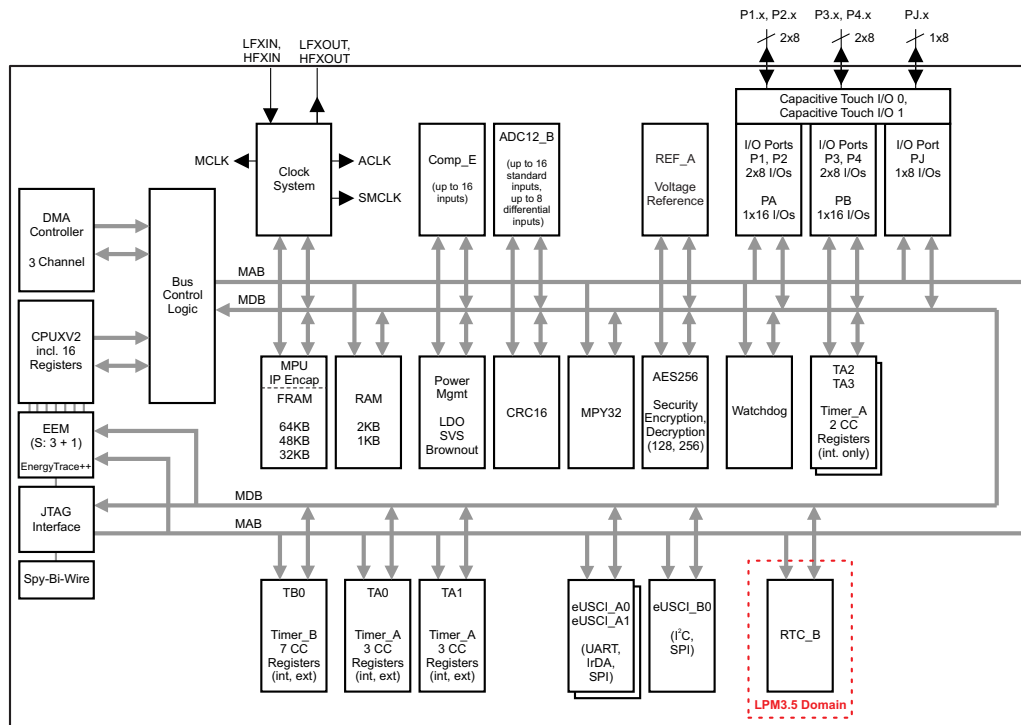 P1.x, P2.x
P3.x, P4.x
PJ.x
2x8
2x8
1x8
LFXIN,
HFXIN
LFXOUT,
HFXOUT
Capacitive Touch I/O 0,
Capacitive Touch I/O 1
MCLK
Clock
System
ACLK
SMCLK
Comp_E
(up to 16
inputs)
ADC12_B
(up to 16
standard
inputs,
up to 8
differential
inputs)
REF_A
Voltage
Reference
I/O Ports
P1, P2
2x8 I/Os
PA
1x16 I/Os
I/O Ports
P3, P4
2x8 I/Os
PB
1x16 I/Os
I/O Port
PJ
1x8 I/Os
DMA
Controller
3 Channel
Bus
Control
Logic
MAB
MDB
CPUXV2
incl. 16
Registers
MPU
IP Encap
FRAM
64KB
48KB
32KB
RAM
2KB
1KB
Power
Mgmt
LDO
SVS
Brownout
CRC16
MPY32
AES256
Security
Encryption,
Decryption
(128, 256)
Watchdog
TA2
TA3
Timer_A
2 CC
Registers
(int. only)
EEM
(S: 3 + 1)
EnergyTrace++
MDB
JTAG
Interface
MAB
Spy-Bi-Wire
TB0
Timer_B
7 CC
Registers
(int, ext)
TA0
Timer_A
3 CC
Registers
(int, ext)
TA1
Timer_A
3 CC
Registers
(int, ext)
eUSCI_A0
eUSCI_A1
(UART,
IrDA,
SPI)
eUSCI_B0
(I²C,
SPI)
RTC_B
LPM3.5 Domain